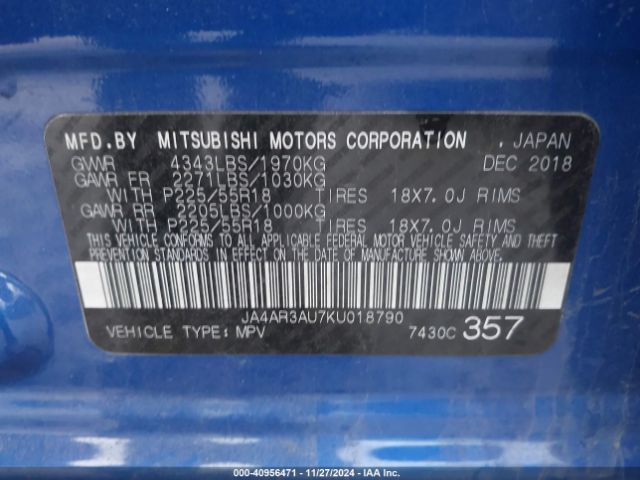 MFD.BY MITSUBISHI MOTORS CORPORATION , JAPAN
GVWR 4343LBS/1970KG DEC 2018
GAWR FR 2271LBS/1030KG
WITH P225/55R18 TIRES 18X7.0J RIMS
GAWR RR 2205LBS/1000KG
WITH P225/55R18 TIRES 18X7.0J RIMS
THIS VEHICLE CONFORMS TO ALL APPLICABLE FEDERAL MOTOR VEHICLE SAFETY AND THEFT
PREVENTION STANDARDS IN EFFECT ON THE DATE OF MANUFACTURE SHOWN ABOVE.
JA4AR3AU7KU018790
VEHICLE TYPE: MPV 7430C 357
000-40956471 - 11/27/2024 - IAA Inc.